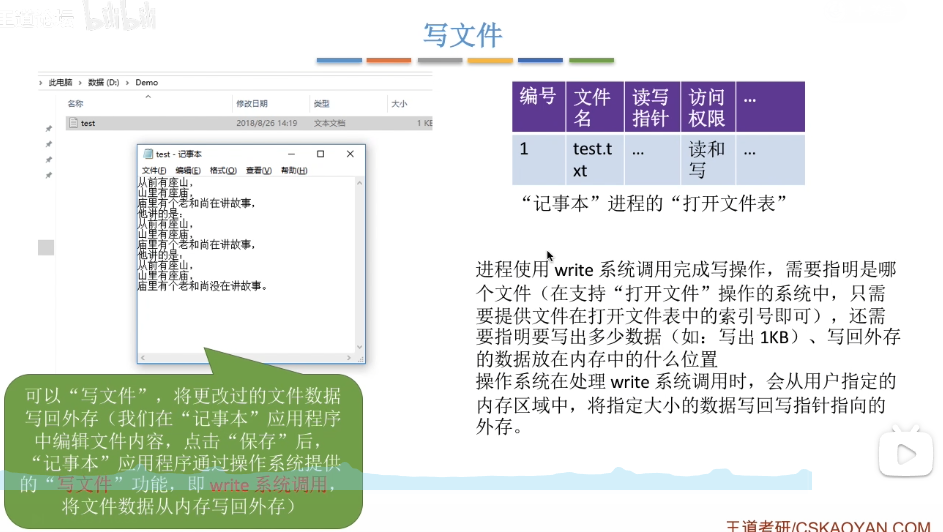 写文件
此电脑 › 数据 (D:) › Demo
名称 修改日期 类型 大小
test 2018/8/26 14:19 文本文档 1 KB
test - 记事本
文件(F) 编辑(E) 格式(O) 查看(V) 帮助(H)
从前有座山，
山里有座庙，
庙里有个老和尚在讲故事，
他讲的是：
从前有座山，
山里有座庙，
庙里有个老和尚在讲故事，
他讲的是：
从前有座山，
山里有座庙，
庙里有个老和尚没在讲故事。
可以“写文件”，将更改过的文件数据
写回外存（我们在“记事本”应用程序
中编辑文件内容，点击“保存”后，
“记事本”应用程序通过操作系统提供
的“写文件”功能，即 write 系统调用，
将文件数据从内存写回外存）
编号 文件名 读写指针 访问权限 ...
1 test.txt ... 读和写 ...
“记事本”进程的“打开文件表”
进程使用 write 系统调用完成写操作，需要指明是哪
个文件（在支持“打开文件”操作的系统中，只需
要提供文件在打开文件表中的索引号即可），还需
要指明要写出多少数据（如：写出 1KB）、写回外存
的数据放在内存中的什么位置
操作系统在处理 write 系统调用时，会从用户指定的
内存区域中，将指定大小的数据写回写指针指向的
外存。
王道考研/CSKAOYAN.COM